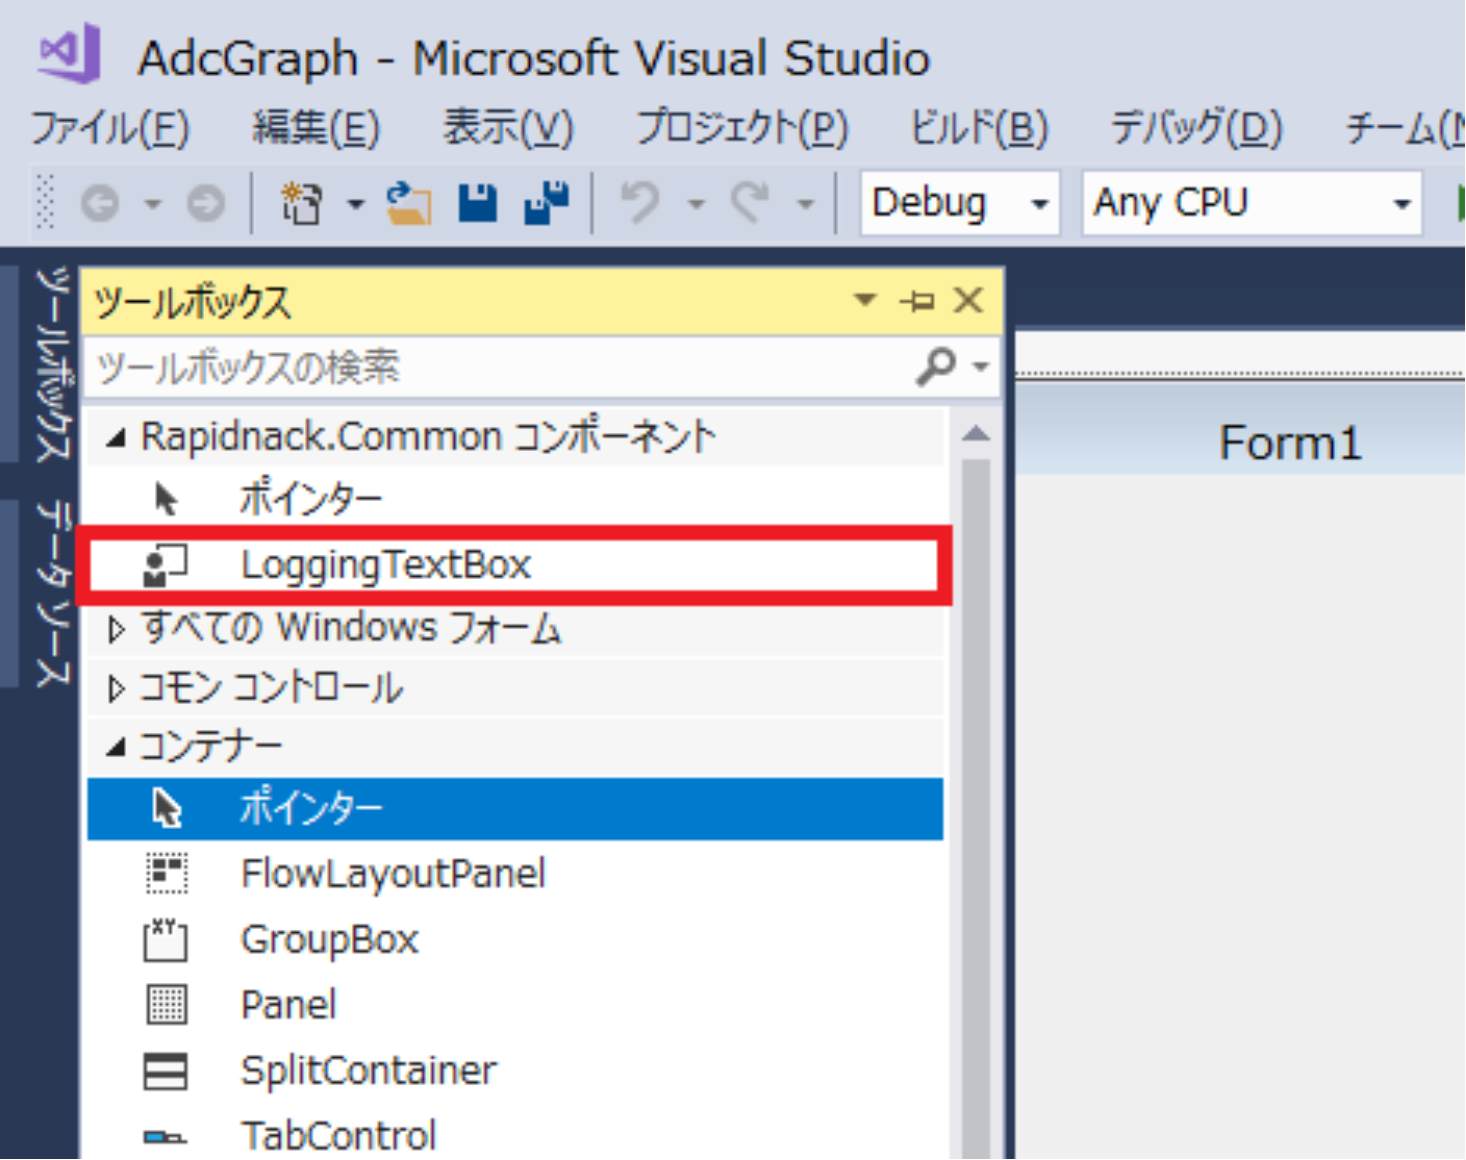 AdcGraph - Microsoft Visual Studio
ファイル(F) 編集(E) 表示(V) プロジェクト(P) ビルド(B) デバッグ(D) チーム(
Debug Any CPU
ツールボックス
データ ソース
ツールボックス
ツールボックスの検索
Rapidnack.Common コンポーネント
ポインター
LoggingTextBox
すべての Windows フォーム
コモン コントロール
コンテナー
ポインター
FlowLayoutPanel
GroupBox
Panel
SplitContainer
TabControl
Form1